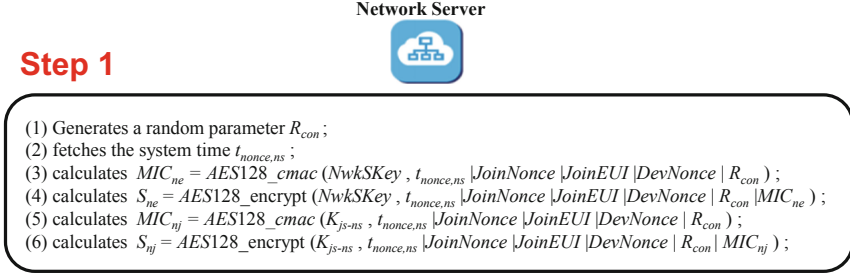 Network Server
Step 1
(1) Generates a random parameter R_con ;
(2) fetches the system time t_nonce,ns ;
(3) calculates MIC_ne = AES128_cmac (NwkSKey , t_nonce,ns |JoinNonce |JoinEUI |DevNonce | R_con ) ;
(4) calculates S_ne = AES128_encrypt (NwkSKey , t_nonce,ns |JoinNonce |JoinEUI |DevNonce | R_con |MIC_ne ) ;
(5) calculates MIC_nj = AES128_cmac (K_js-ns , t_nonce,ns |JoinNonce |JoinEUI |DevNonce | R_con ) ;
(6) calculates S_nj = AES128_encrypt (K_js-ns , t_nonce,ns |JoinNonce |JoinEUI |DevNonce | R_con | MIC_nj ) ;